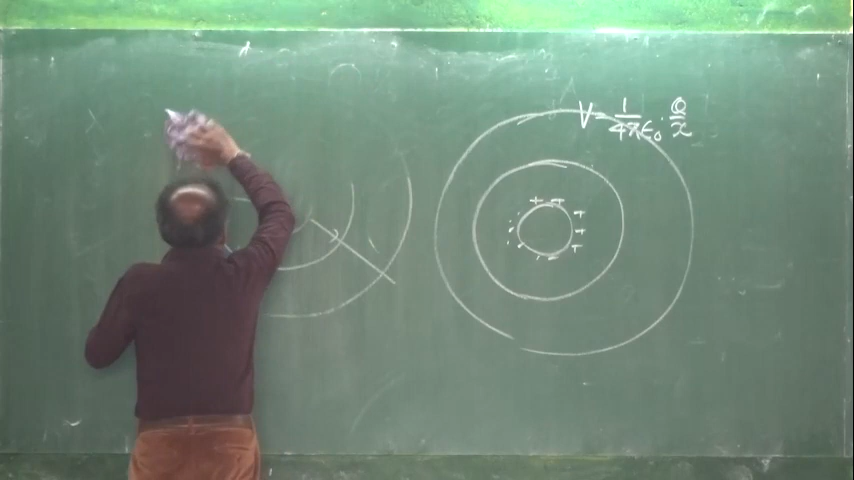 V = 1/4πε₀ · Q/x
+ + +
+
+
+